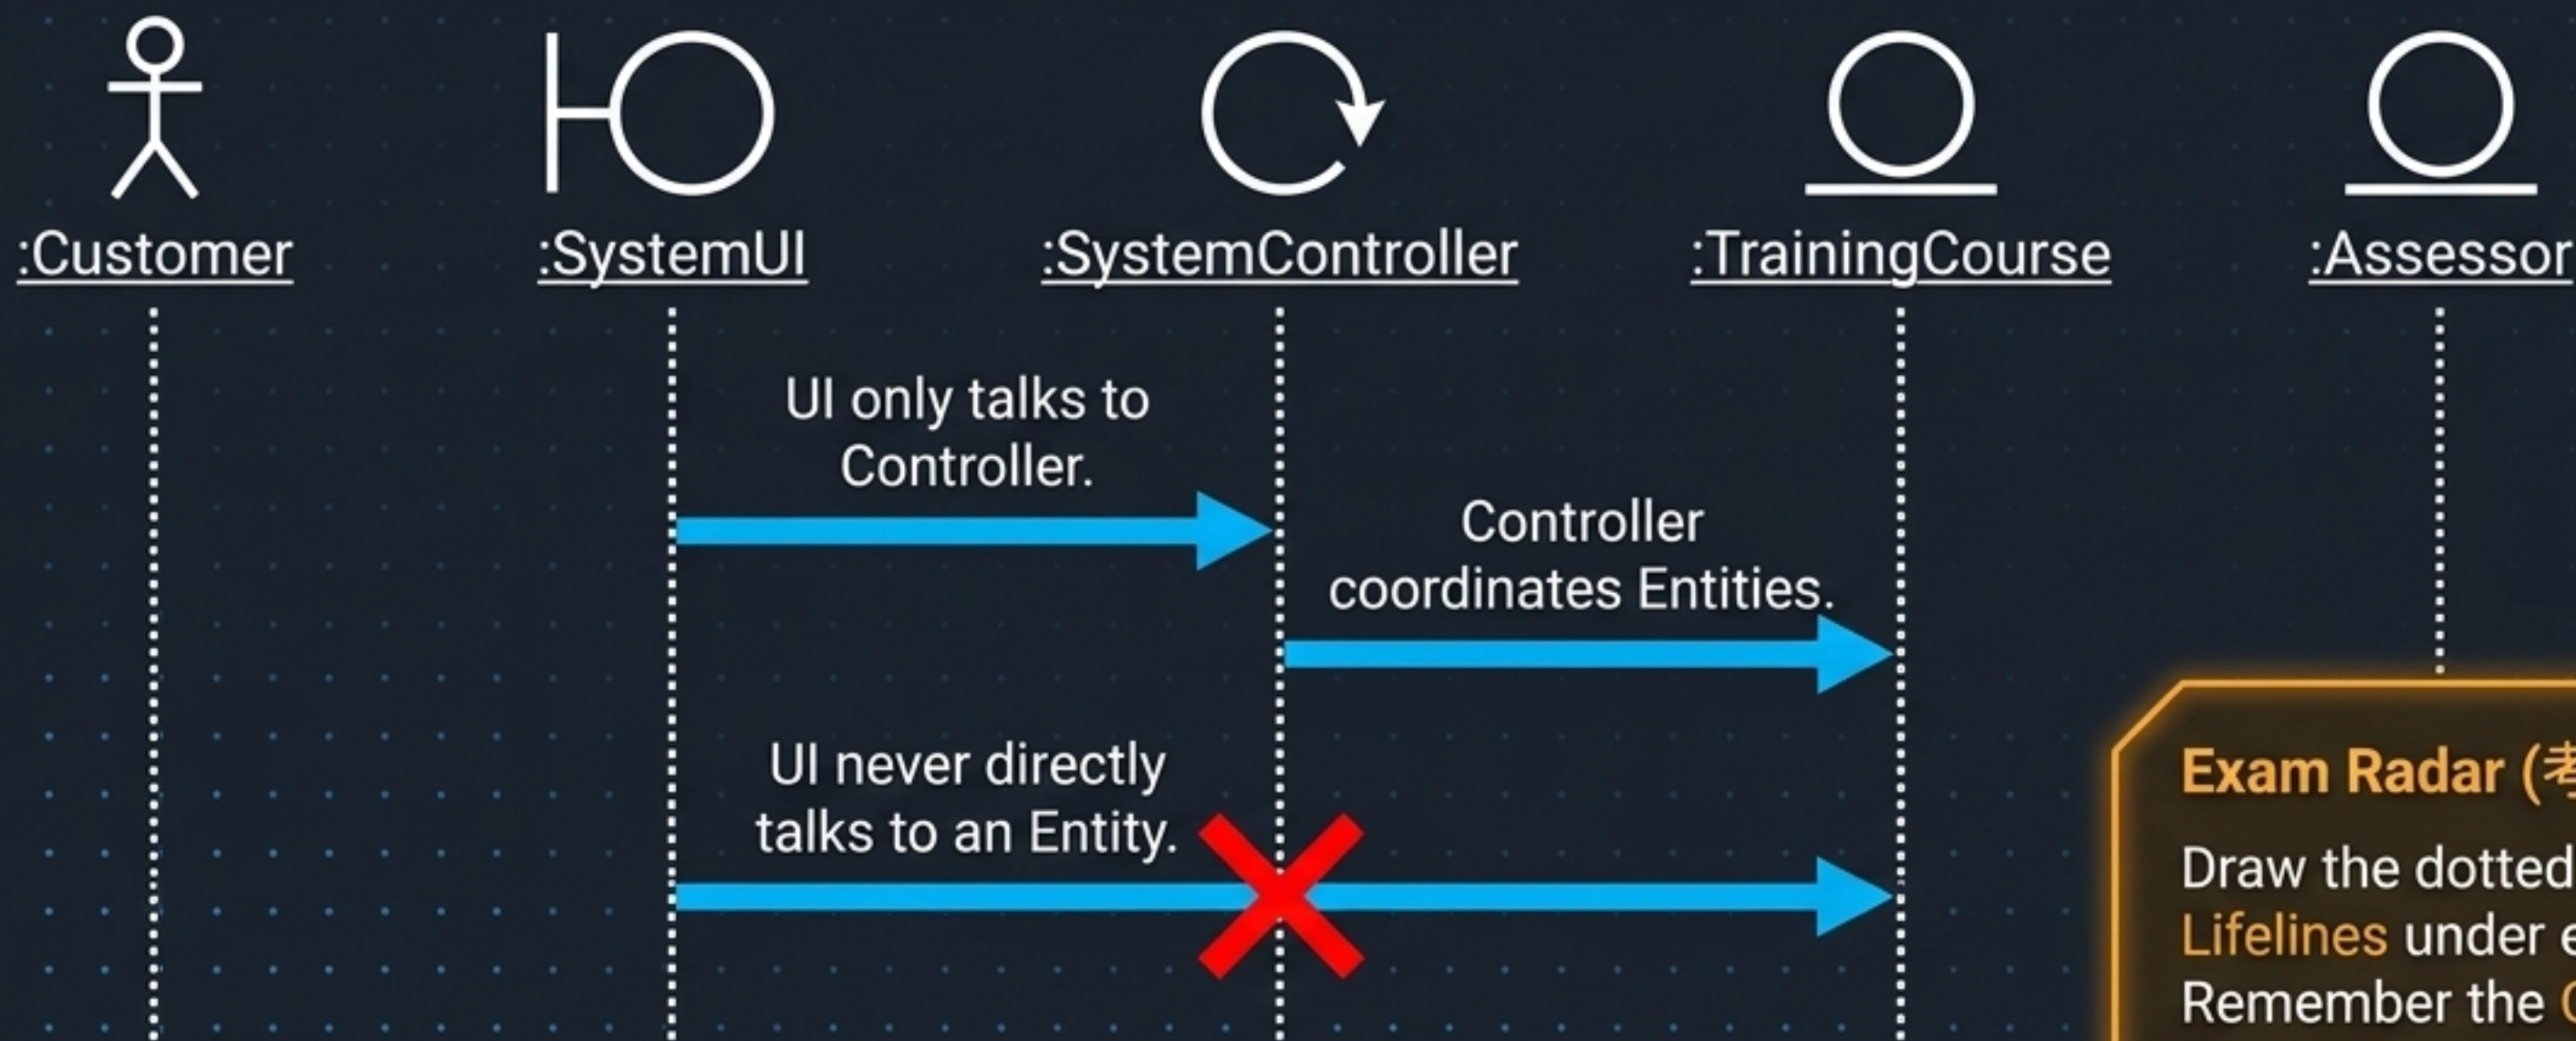 :Customer
:SystemUI
:SystemController
:TrainingCourse
:Assessor
UI only talks to
Controller.
Controller
coordinates Entities.
UI never directly
talks to an Entity.
Exam Radar (考
Draw the dotted
Lifelines under e
Remember the